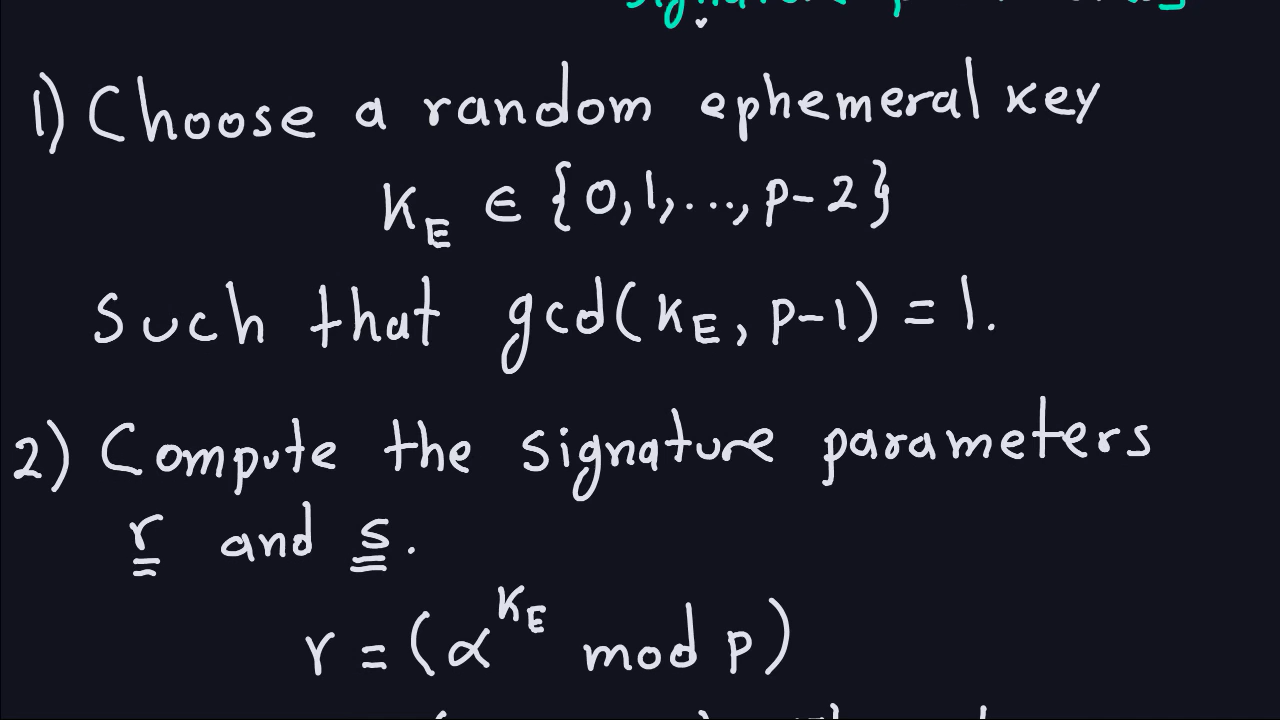 1) Choose a random ephemeral key
K_E ∈ {0,1,...,p-2}
Such that gcd(K_E, p-1) = 1.
2) Compute the signature parameters
r and s.
r = (α^K_E mod p)